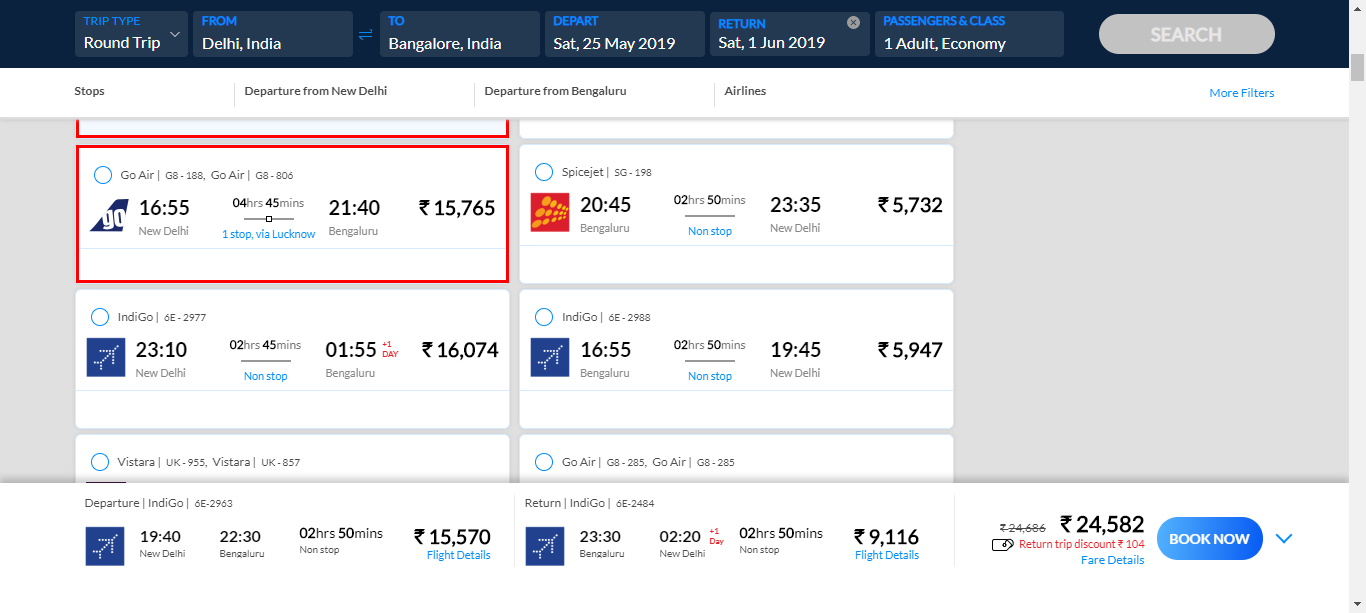 TRIP TYPE
Round Trip
FROM
Delhi, India
TO
Bangalore, India
DEPART
Sat, 25 May 2019
RETURN
Sat, 1 Jun 2019
PASSENGERS & CLASS
1 Adult, Economy
SEARCH
Stops
Departure from New Delhi
Departure from Bengaluru
Airlines
More Filters
Go Air | G8 - 188, Go Air | G8 - 806
go
16:55
New Delhi
04hrs 45mins
1 stop, via Lucknow
21:40
Bengaluru
₹ 15,765
Spicejet | SG - 198
20:45
Bengaluru
02hrs 50mins
Non stop
23:35
New Delhi
₹ 5,732
IndiGo | 6E - 2977
23:10
New Delhi
02hrs 45mins
Non stop
01:55 +1 DAY
Bengaluru
₹ 16,074
IndiGo | 6E - 2988
16:55
Bengaluru
02hrs 50mins
Non stop
19:45
New Delhi
₹ 5,947
Vistara | UK - 955, Vistara | UK - 857
Go Air | G8 - 285, Go Air | G8 - 285
Departure | IndiGo | 6E-2963
19:40
New Delhi
22:30
Bengaluru
02hrs 50mins
Non stop
₹ 15,570
Flight Details
Return | IndiGo | 6E-2484
23:30
Bengaluru
02:20 +1 Day
New Delhi
02hrs 50mins
Non stop
₹ 9,116
Flight Details
₹ 24,686 ₹ 24,582
Return trip discount ₹ 104
Fare Details
BOOK NOW